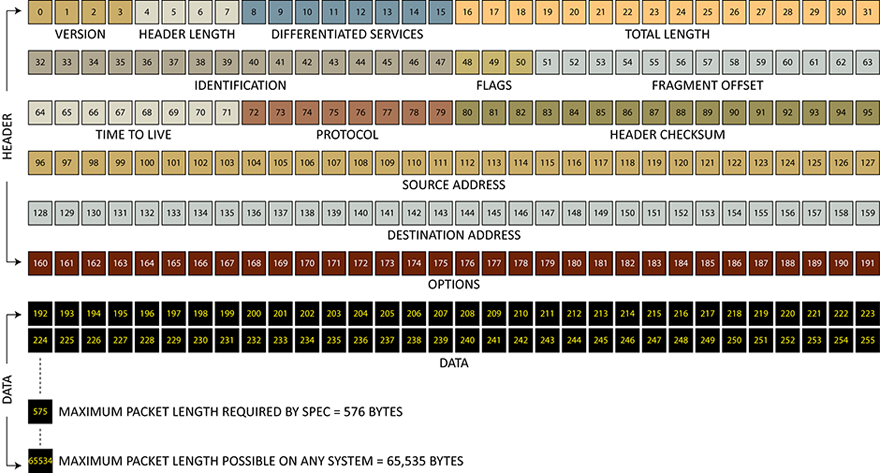 0 1 2 3 4 5 6 7 8 9 10 11 12 13 14 15 16 17 18 19 20 21 22 23 24 25 26 27 28 29 30 31
VERSION HEADER LENGTH DIFFERENTIATED SERVICES TOTAL LENGTH
32 33 34 35 36 37 38 39 40 41 42 43 44 45 46 47 48 49 50 51 52 53 54 55 56 57 58 59 60 61 62 63
IDENTIFICATION FLAGS FRAGMENT OFFSET
64 65 66 67 68 69 70 71 72 73 74 75 76 77 78 79 80 81 82 83 84 85 86 87 88 89 90 91 92 93 94 95
TIME TO LIVE PROTOCOL HEADER CHECKSUM
HEADER
96 97 98 99 100 101 102 103 104 105 106 107 108 109 110 111 112 113 114 115 116 117 118 119 120 121 122 123 124 125 126 127
SOURCE ADDRESS
128 129 130 131 132 133 134 135 136 137 138 139 140 141 142 143 144 145 146 147 148 149 150 151 152 153 154 155 156 157 158 159
DESTINATION ADDRESS
160 161 162 163 164 165 166 167 168 169 170 171 172 173 174 175 176 177 178 179 180 181 182 183 184 185 186 187 188 189 190 191
OPTIONS
192 193 194 195 196 197 198 199 200 201 202 203 204 205 206 207 208 209 210 211 212 213 214 215 216 217 218 219 220 221 222 223
224 225 226 227 228 229 230 231 232 233 234 235 236 237 238 239 240 241 242 243 244 245 246 247 248 249 250 251 252 253 254 255
DATA
DATA
575 MAXIMUM PACKET LENGTH REQUIRED BY SPEC = 576 BYTES
65534 MAXIMUM PACKET LENGTH POSSIBLE ON ANY SYSTEM = 65,535 BYTES